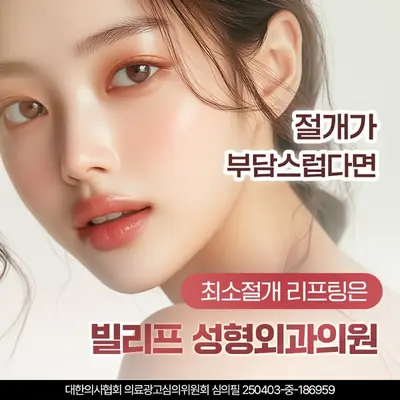 절개가
부담스럽다면
최소절개 리프팅은
빌리프 성형외과의원
대한의사협회 의료광고심의위원회 심의필 250403-중-186959